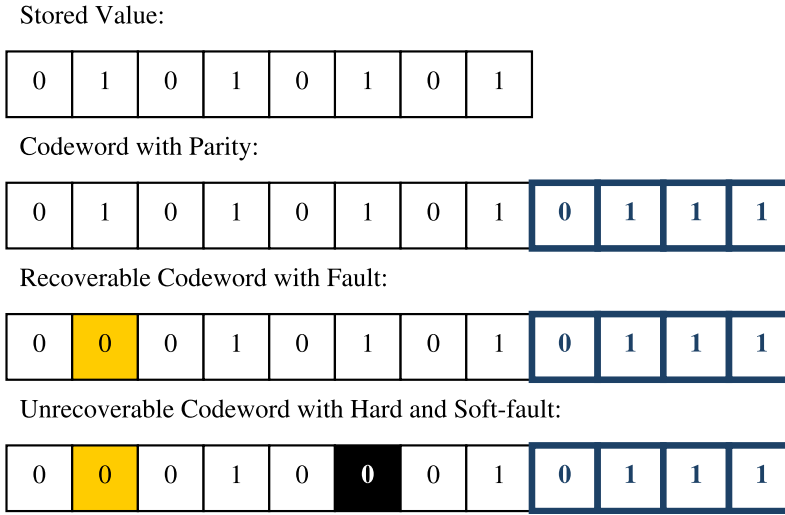 Stored Value:
0 1 0 1 0 1 0 1
Codeword with Parity:
0 1 0 1 0 1 0 1 0 1 1 1
Recoverable Codeword with Fault:
0 0 0 1 0 1 0 1 0 1 1 1
Unrecoverable Codeword with Hard and Soft-fault:
0 0 0 1 0 0 0 1 0 1 1 1